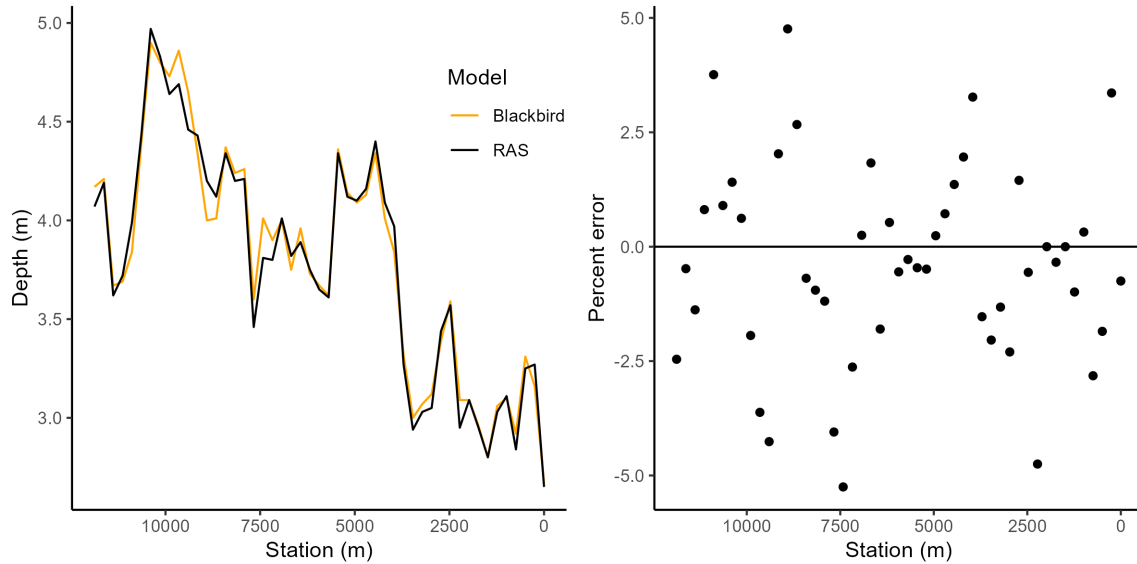 5.0
4.5
4.0
3.5
3.0
Depth (m)
10000 7500 5000 2500 0
Station (m)
Model
Blackbird
RAS
5.0
2.5
0.0
-2.5
-5.0
Percent error
10000 7500 5000 2500 0
Station (m)